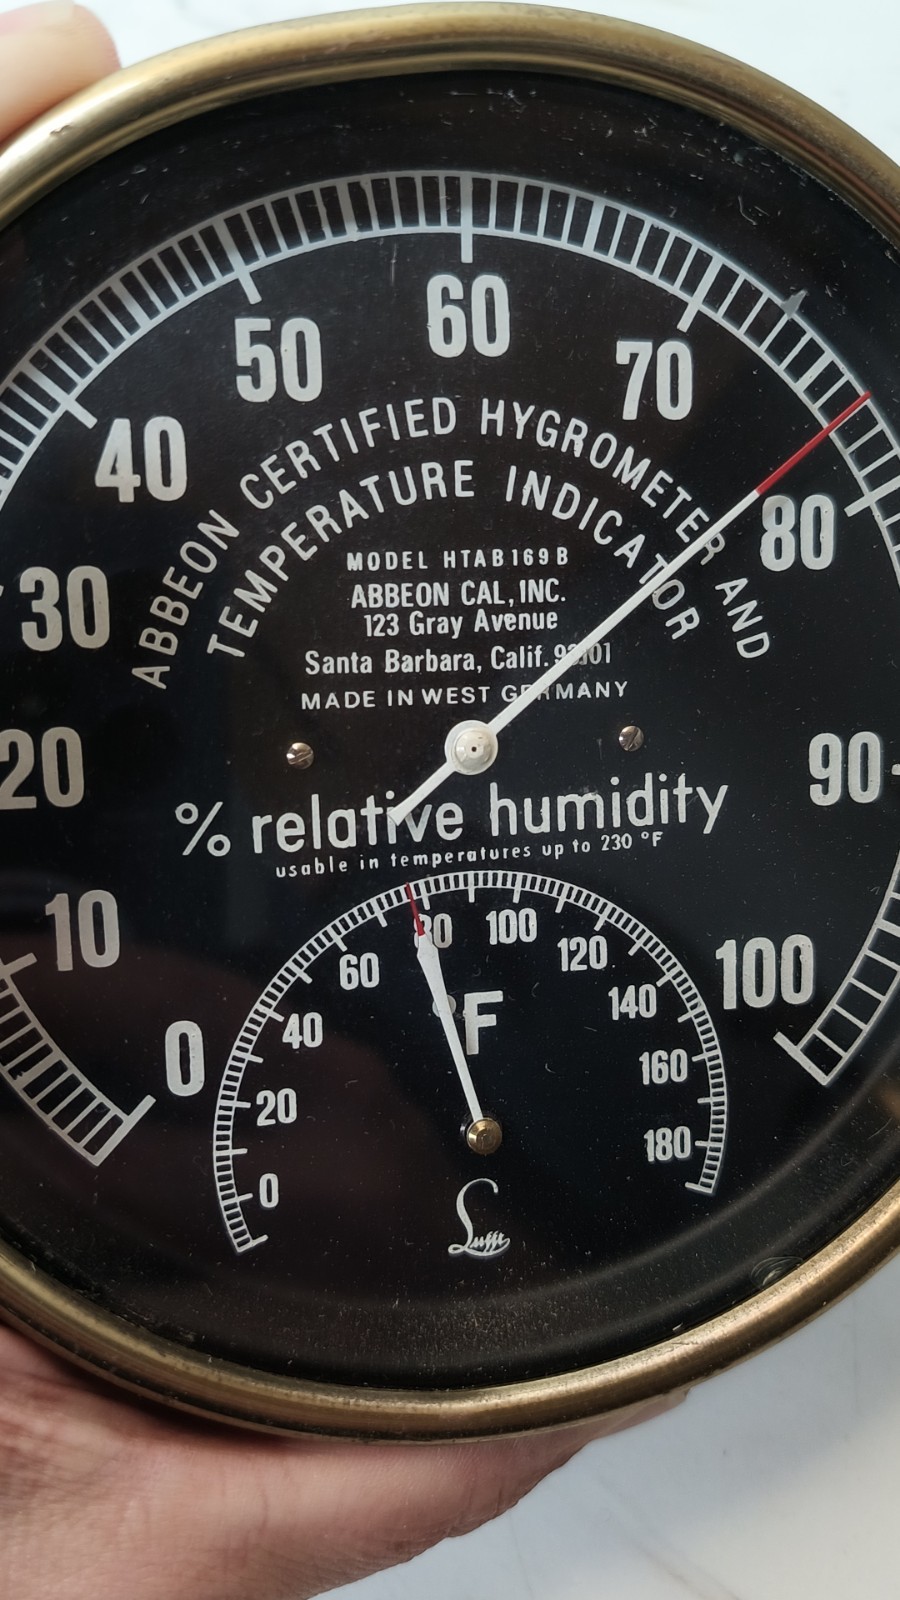 60
50
70
40
80
30
20
90
10
100
0
ABBEON CERTIFIED HYGROMETER AND
TEMPERATURE INDICATOR
MODEL HTAB169B
ABBEON CAL, INC.
123 Gray Avenue
Santa Barbara, Calif.
MADE IN WEST GERMANY
% relative humidity
usable in temperatures up to 230 °F
80 100
60 120
40 140
20 160
0 180
°F
Lufft